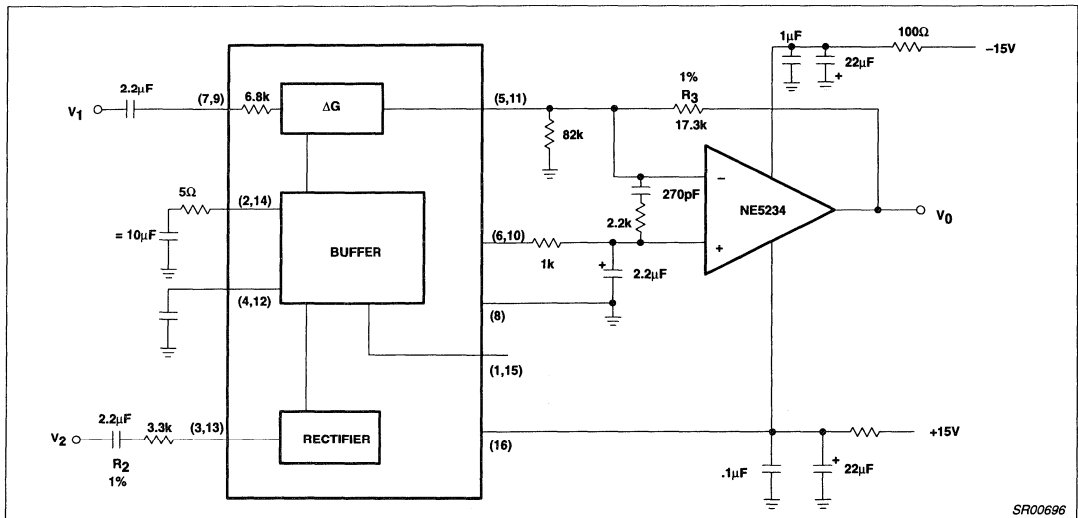 1μF
22μF
+
100Ω
−15V
2.2μF
V1
(7,9)
6.8k
ΔG
(5,11)
1%
R3
17.3k
82k
5Ω
(2,14)
= 10μF
BUFFER
270pF
2.2k
−
NE5234
+
V0
(6,10)
1k
+
2.2μF
(4,12)
(8)
(1,15)
2.2μF
3.3k
(3,13)
V2
R2
1%
RECTIFIER
(16)
+15V
.1μF
+
22μF
SR00696